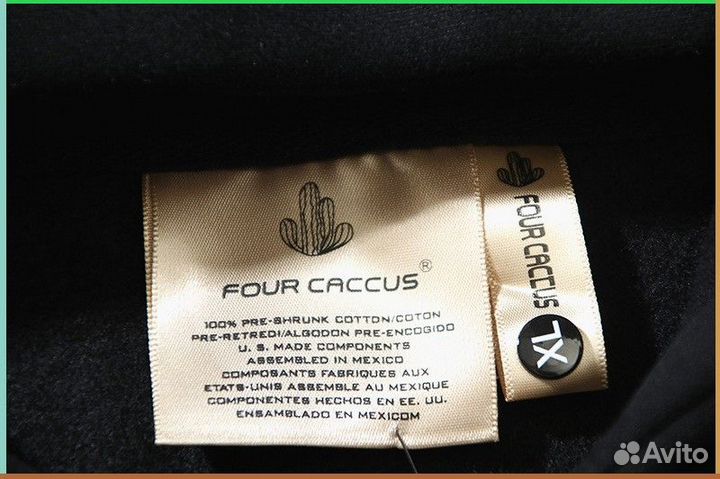 FOUR CACCUS®
100% PRE-SHRUNK COTTON/COTON
PRE-RETREDI/ALGODON PRE-ENCOGIDO
U. S. MADE COMPONENTS
ASSEMBLED IN MEXICO
COMPOSANTS FABRIQUES AUX
ETATS-UNIS ASSEMBLE AU MEXIQUE
COMPONENTES HECHOS EN EE. UU.
ENSAMBLADO EN MEXICOM
FOUR CACCUS
XL
Avito